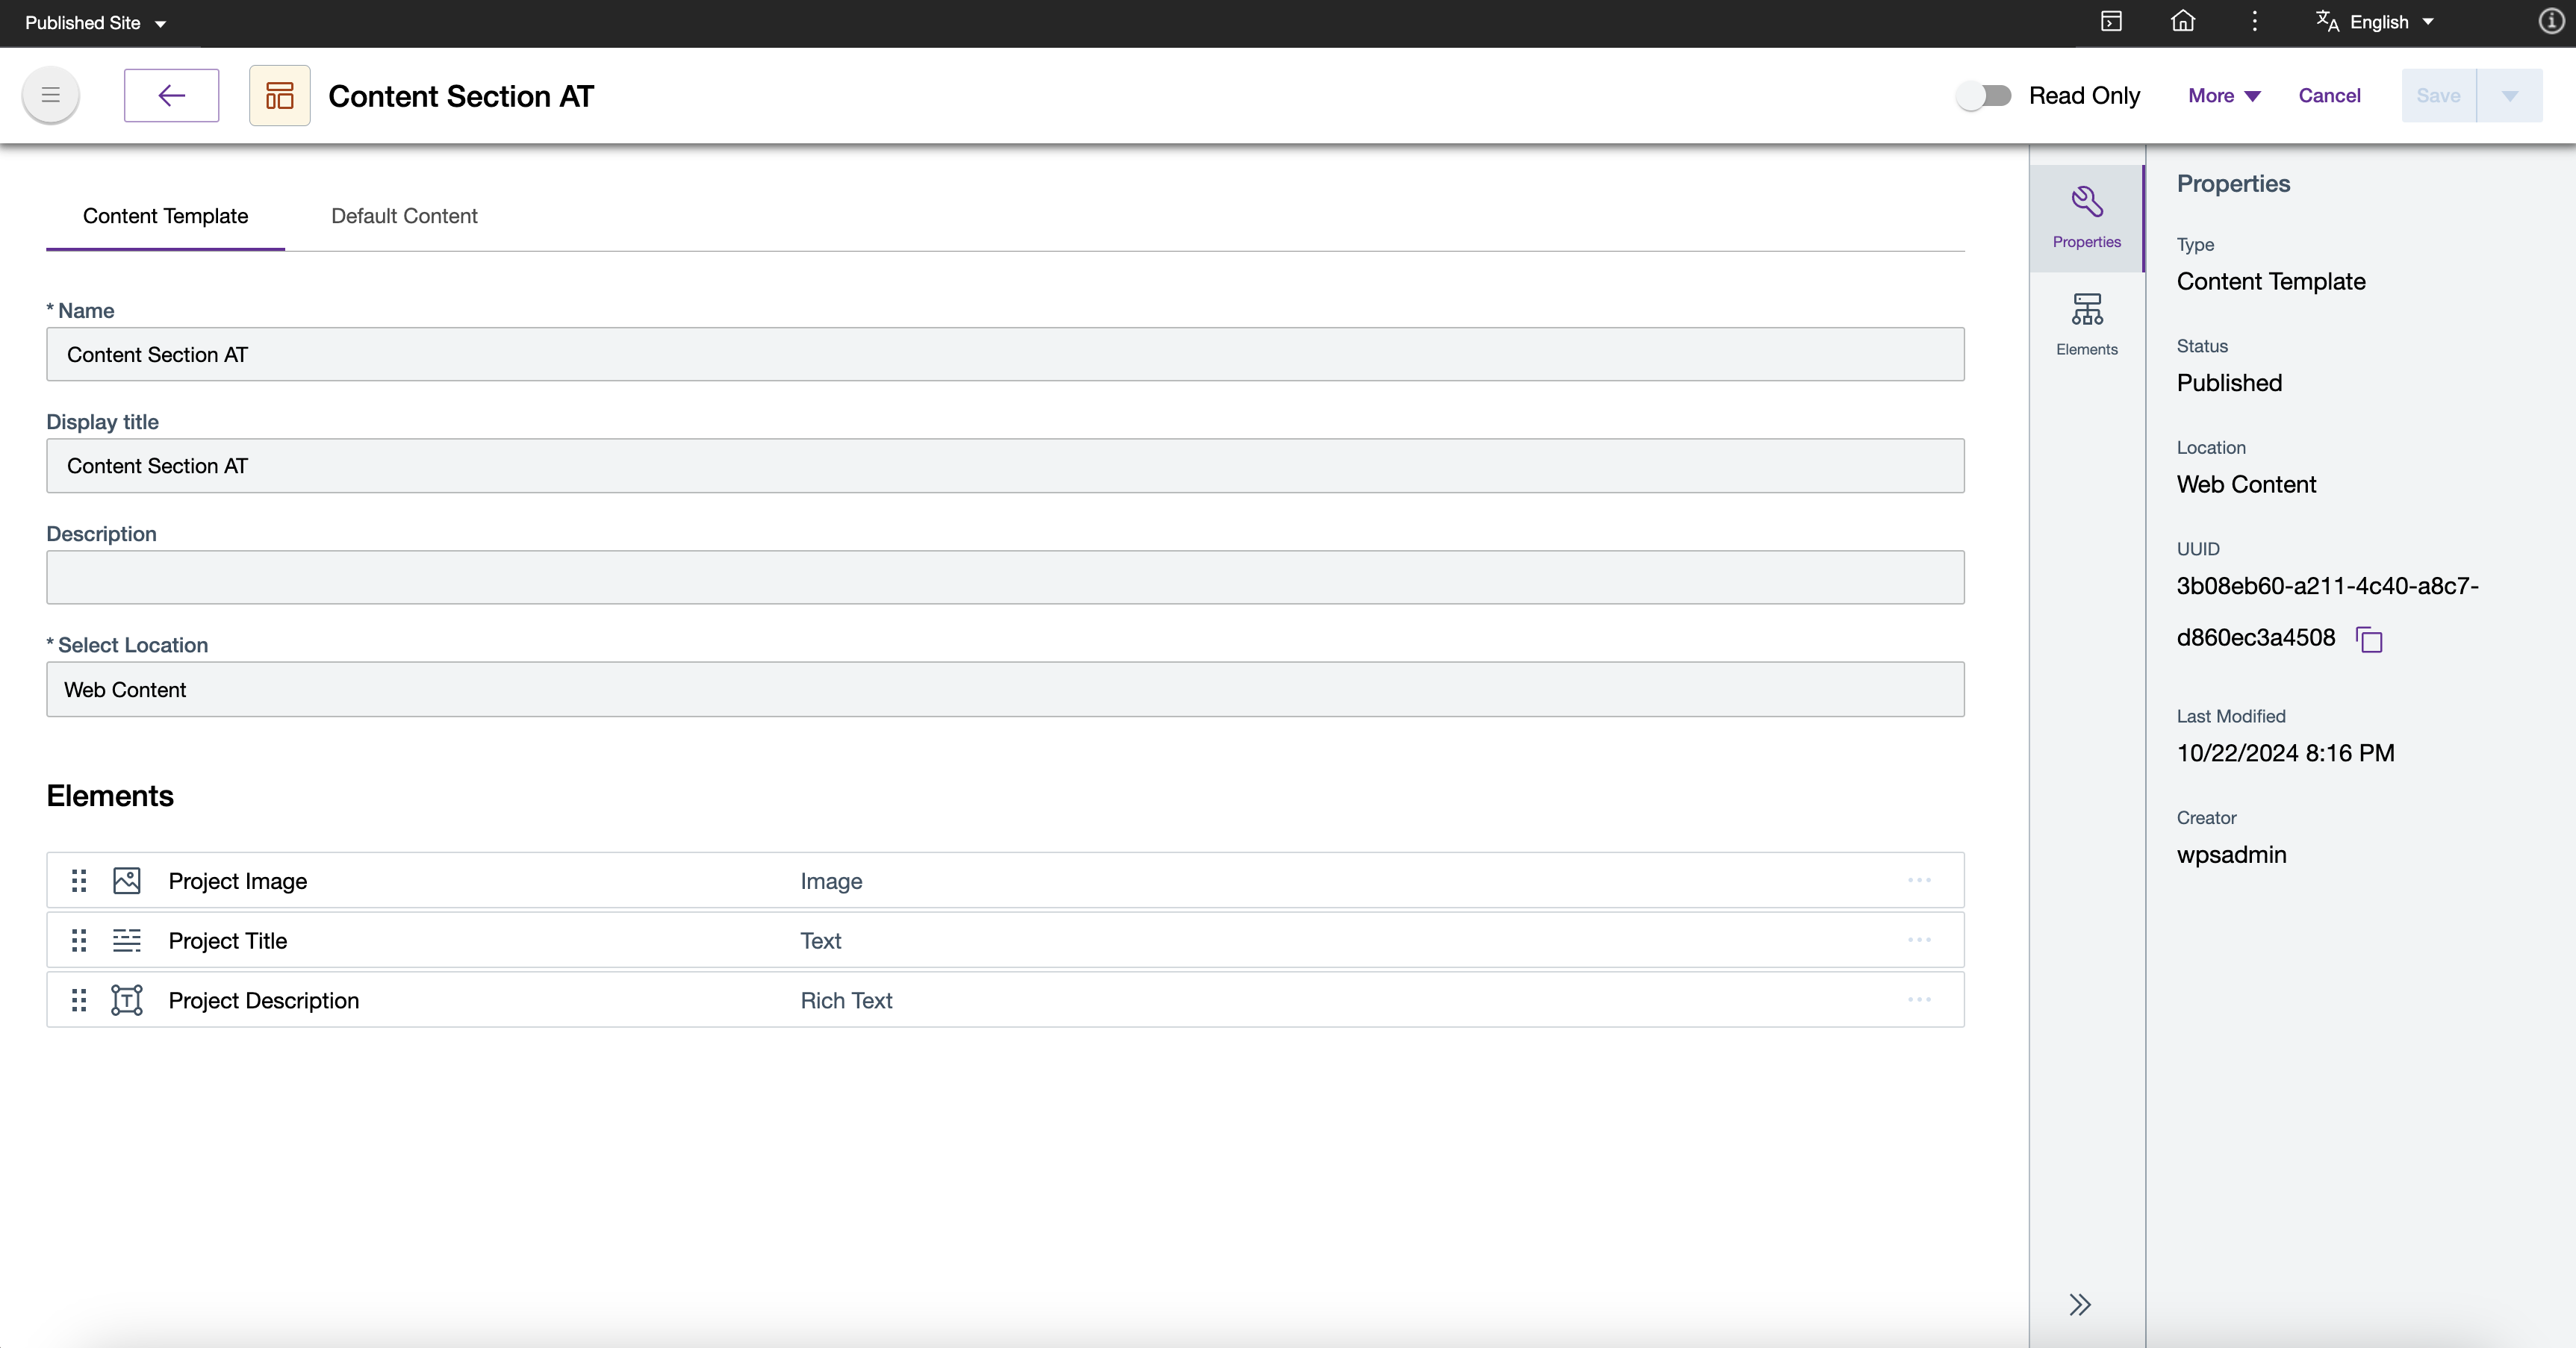 Published Site
English
Content Section AT
Read Only
More
Cancel
Save
Content Template
Default Content
* Name
Content Section AT
Display title
Content Section AT
Description
* Select Location
Web Content
Elements
Project Image
Image
Project Title
Text
Project Description
Rich Text
Properties
Elements
Properties
Type
Content Template
Status
Published
Location
Web Content
UUID
3b08eb60-a211-4c40-a8c7-
d860ec3a4508
Last Modified
10/22/2024 8:16 PM
Creator
wpsadmin